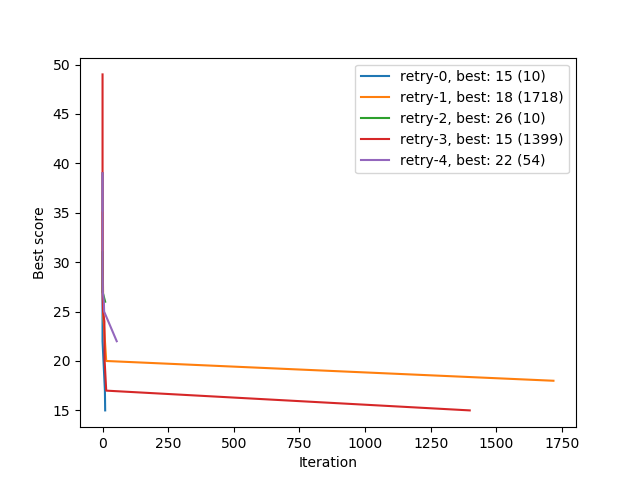 retry-0, best: 15 (10)
retry-1, best: 18 (1718)
retry-2, best: 26 (10)
retry-3, best: 15 (1399)
retry-4, best: 22 (54)
50
45
40
35
30
25
20
15
Best score
0 250 500 750 1000 1250 1500 1750
Iteration